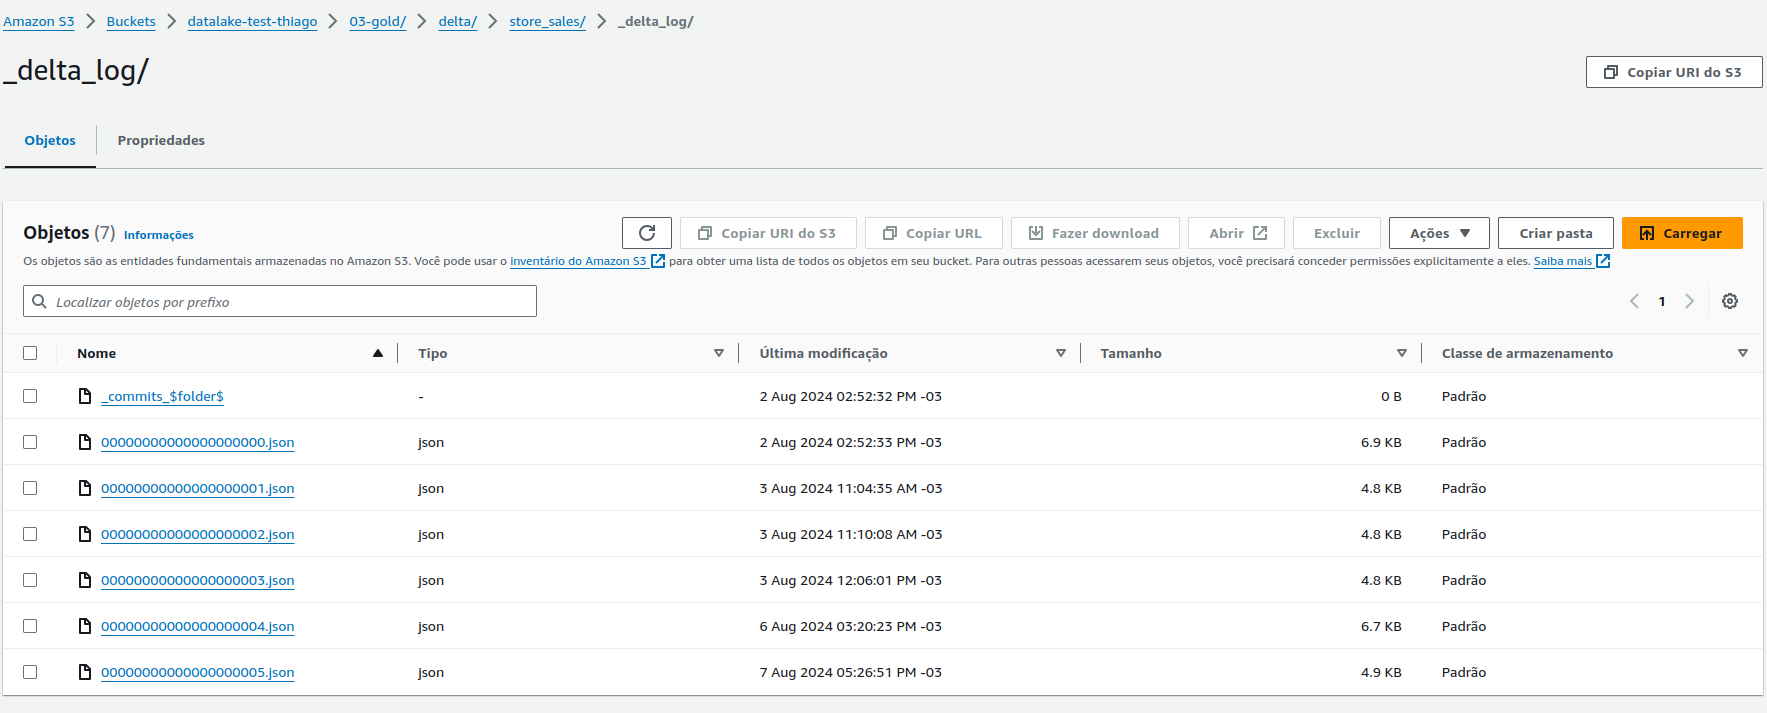 Amazon S3 > Buckets > datalake-test-thiago > 03-gold/ > delta/ > store_sales/ > _delta_log/
_delta_log/
Copiar URI do S3
Objetos Propriedades
Objetos (7) Informações Copiar URI do S3 Copiar URL Fazer download Abrir Excluir Ações Criar pasta Carregar
Os objetos são as entidades fundamentais armazenadas no Amazon S3. Você pode usar o inventário do Amazon S3 para obter uma lista de todos os objetos em seu bucket. Para outras pessoas acessarem seus objetos, você precisará conceder permissões explicitamente a eles. Saiba mais
Localizar objetos por prefixo 1
Nome Tipo Última modificação Tamanho Classe de armazenamento
_commits_$folder$ - 2 Aug 2024 02:52:32 PM -03 0 B Padrão
00000000000000000000.json json 2 Aug 2024 02:52:33 PM -03 6.9 KB Padrão
00000000000000000001.json json 3 Aug 2024 11:04:35 AM -03 4.8 KB Padrão
00000000000000000002.json json 3 Aug 2024 11:10:08 AM -03 4.8 KB Padrão
00000000000000000003.json json 3 Aug 2024 12:06:01 PM -03 4.8 KB Padrão
00000000000000000004.json json 6 Aug 2024 03:20:23 PM -03 6.7 KB Padrão
00000000000000000005.json json 7 Aug 2024 05:26:51 PM -03 4.9 KB Padrão